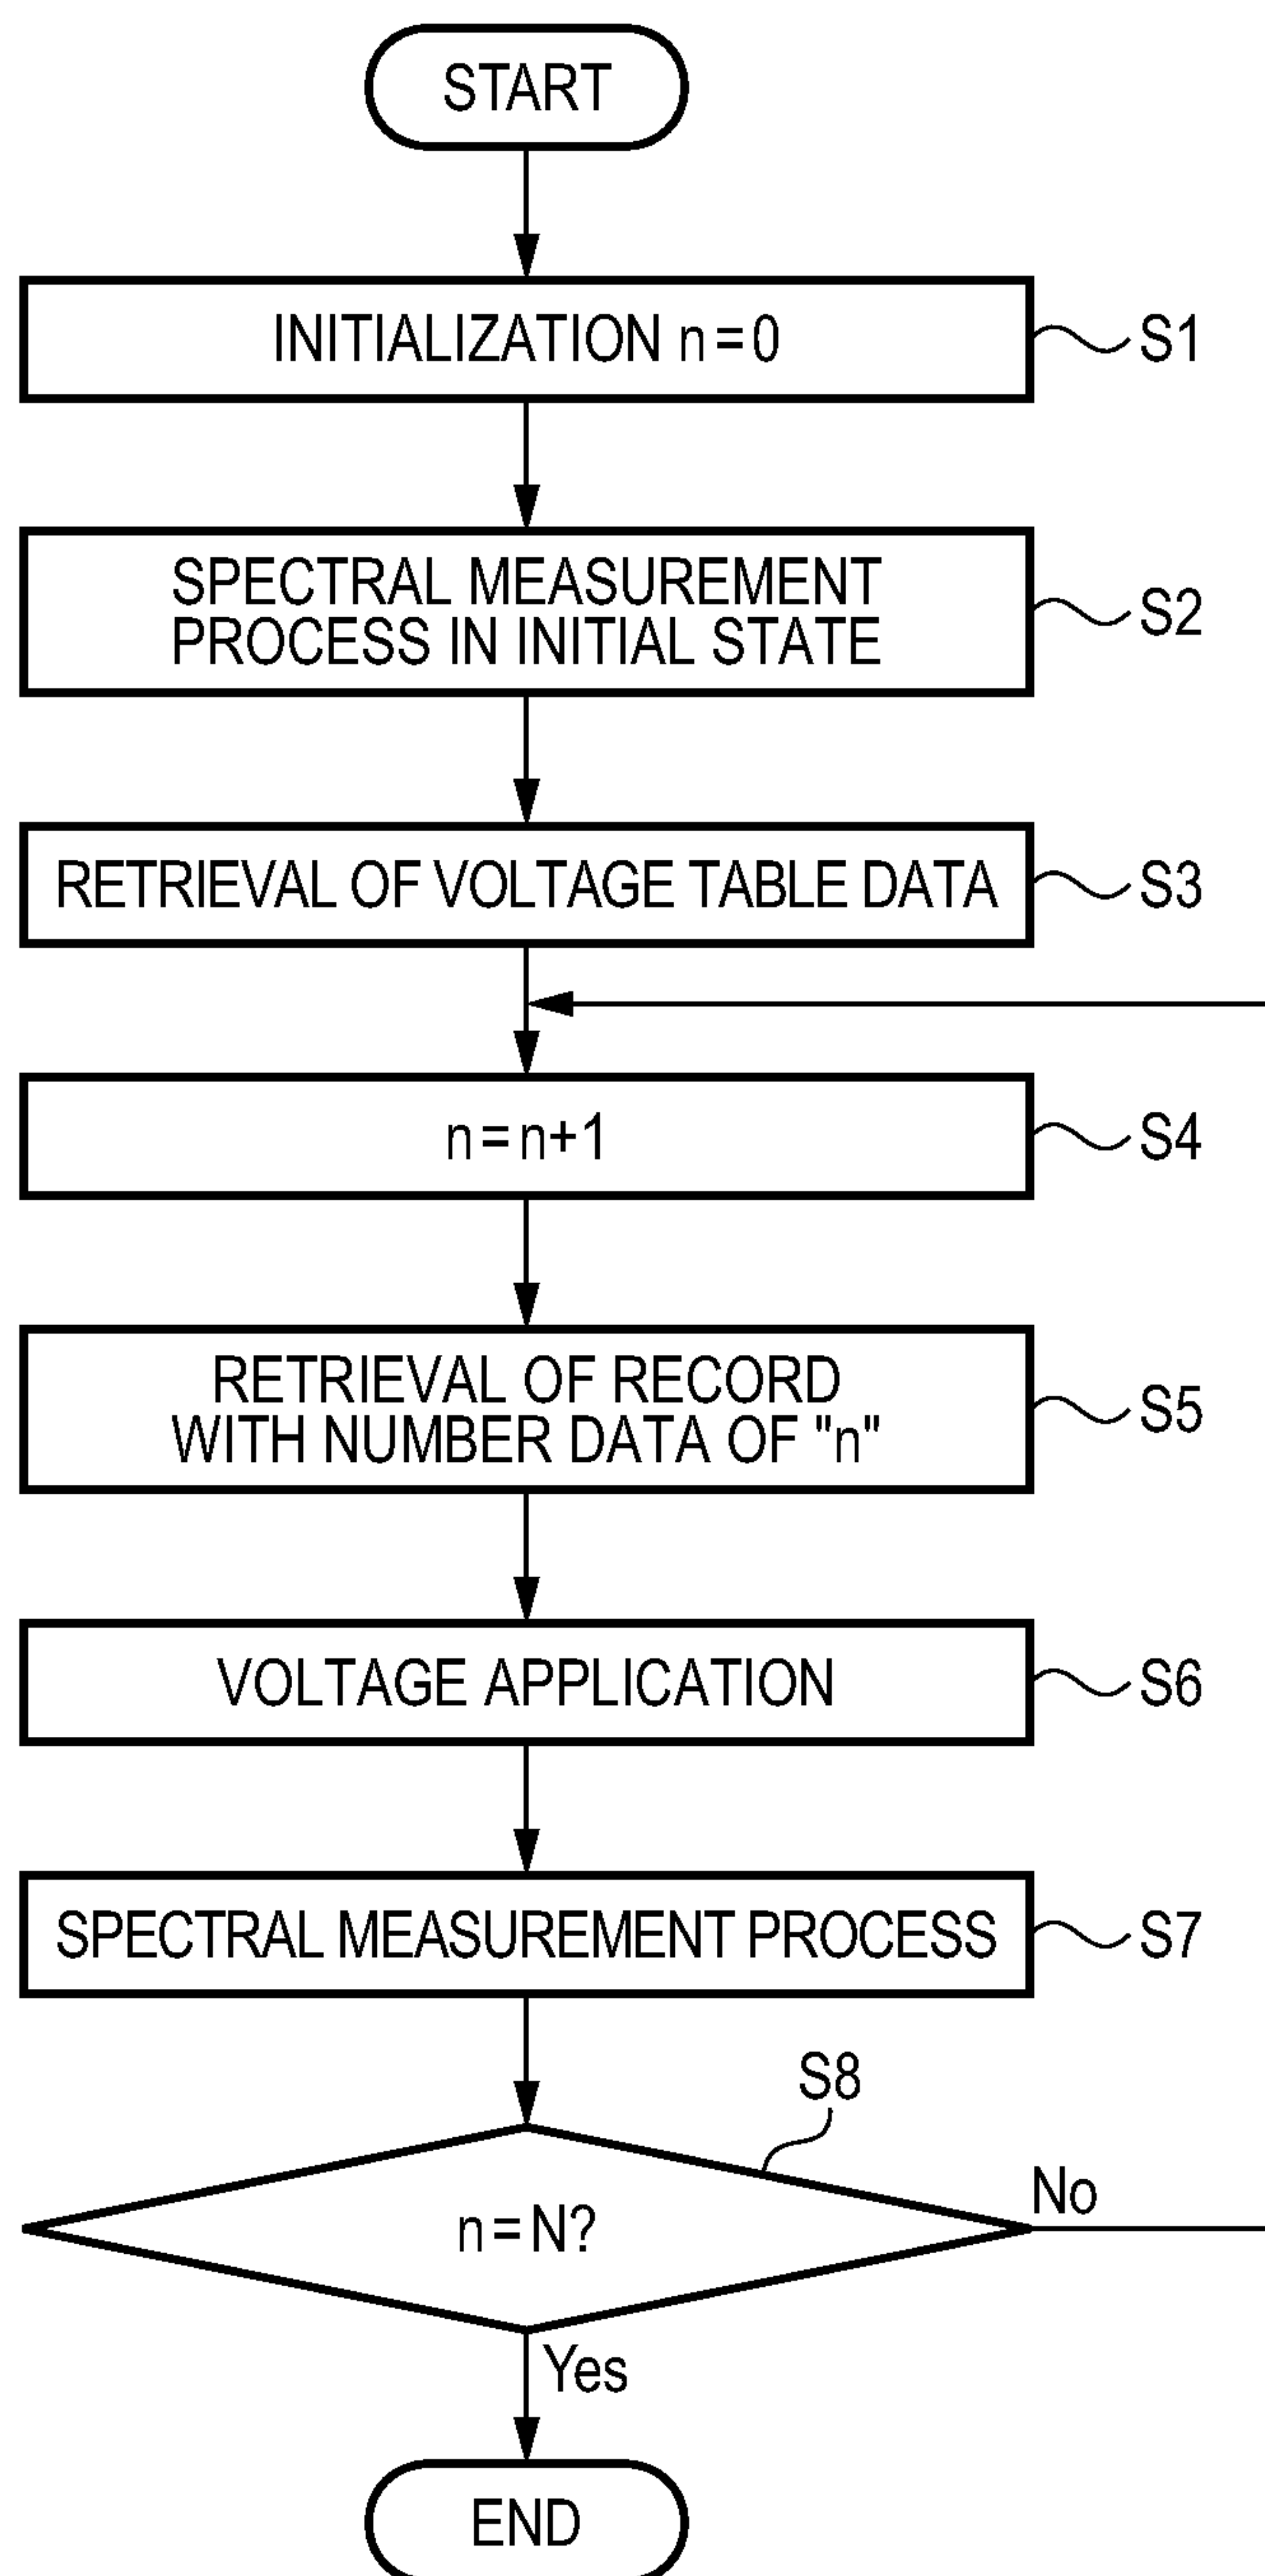 START
INITIALIZATION n=0
S1
SPECTRAL MEASUREMENT
PROCESS IN INITIAL STATE
S2
RETRIEVAL OF VOLTAGE TABLE DATA
S3
n=n+1
S4
RETRIEVAL OF RECORD
WITH NUMBER DATA OF "n"
S5
VOLTAGE APPLICATION
S6
SPECTRAL MEASUREMENT PROCESS
S7
S8
n=N?
No
Yes
END